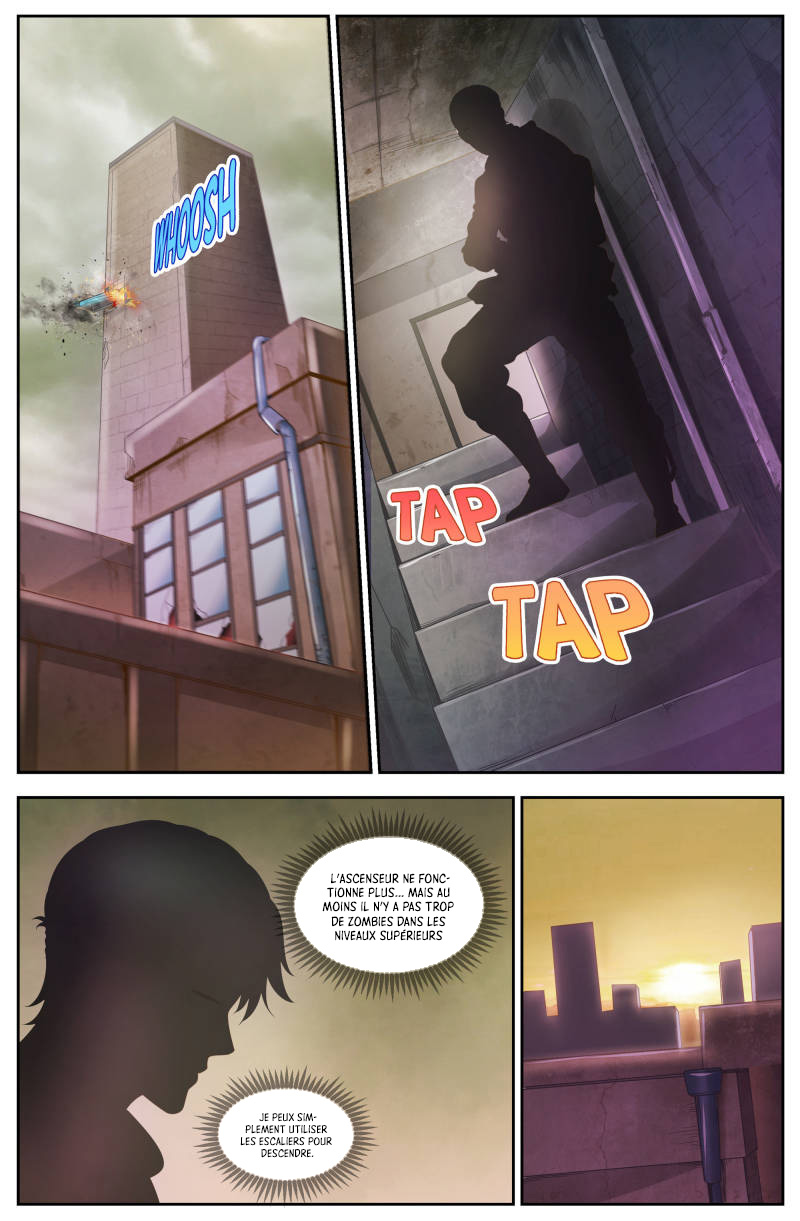 WHOOSH
TAP
TAP
L'ASCENSEUR NE FONC-
TIONNE PLUS... MAIS AU
MOINS IL N'Y A PAS TROP
DE ZOMBIES DANS LES
NIVEAUX SUPÉRIEURS
JE PEUX SIM-
PLEMENT UTILISER
LES ESCALIERS POUR
DESCENDRE.